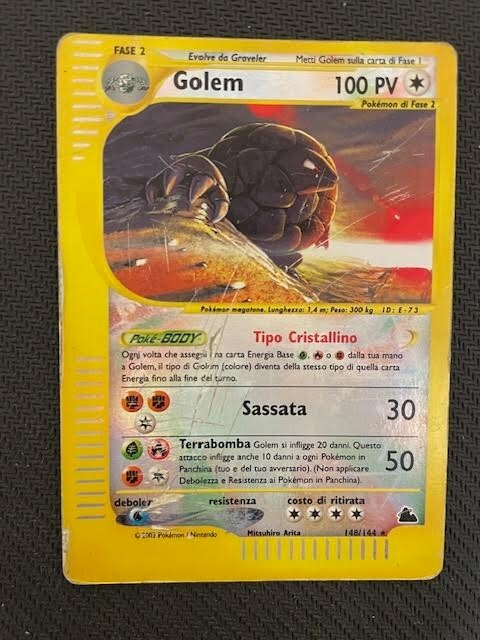 FASE 2
Evolve da Graveler
Metti Golem sulla carta di Fase 1
Golem
100 PV
Pokémon di Fase 2
Pokémon megatone. Lunghezza: 1,4 m; Peso: 300 kg ID: E-73
Poké-BODY
Tipo Cristallino
Ogni volta che assegni una carta Energia Base o dalla tua mano
a Golem, il tipo di Golem (colore) diventa della stesso tipo di quella carta
Energia fino alla fine del turno.
Sassata
30
Terrabomba Golem si infligge 20 danni. Questo
attacco infligge anche 10 danni a ogni Pokémon in
Panchina (tuo e del tuo avversario). (Non applicare
Debolezza e Resistenza ai Pokémon in Panchina.)
50
resistenza
costo di ritirata
© 2003 Pokémon / Nintendo
Mitsuhiro Arita
148/144